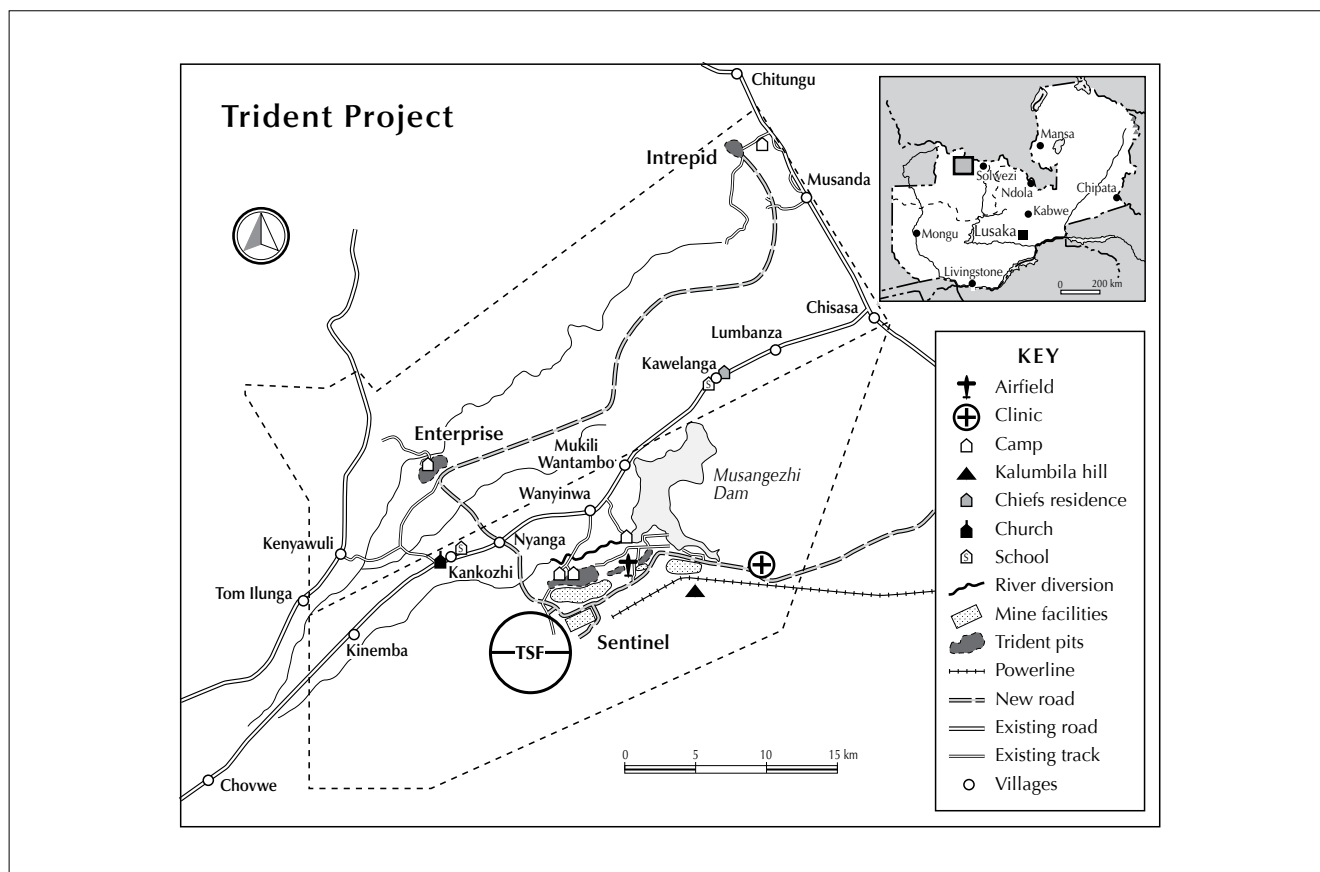 Trident Project
Chitungu
Intrepid
Musanda
Chisasa
Lumbanza
Kawelanga
S
Enterprise
Mukili
Wantambo
Musangezhi
Dam
Wanyinwa
Nyanga
S
Kenyawuli
Kankozhi
Tom Ilunga
Kinemba
Sentinel
TSF
Chovwe
0 5 10 15 km
Mansa
Solwezi
Ndola
Chipata
Kabwe
Mongu
Lusaka
Livingstone
0 200 km
KEY
Airfield
Clinic
Camp
Kalumbila hill
Chiefs residence
Church
S School
River diversion
Mine facilities
Trident pits
Powerline
New road
Existing road
Existing track
Villages